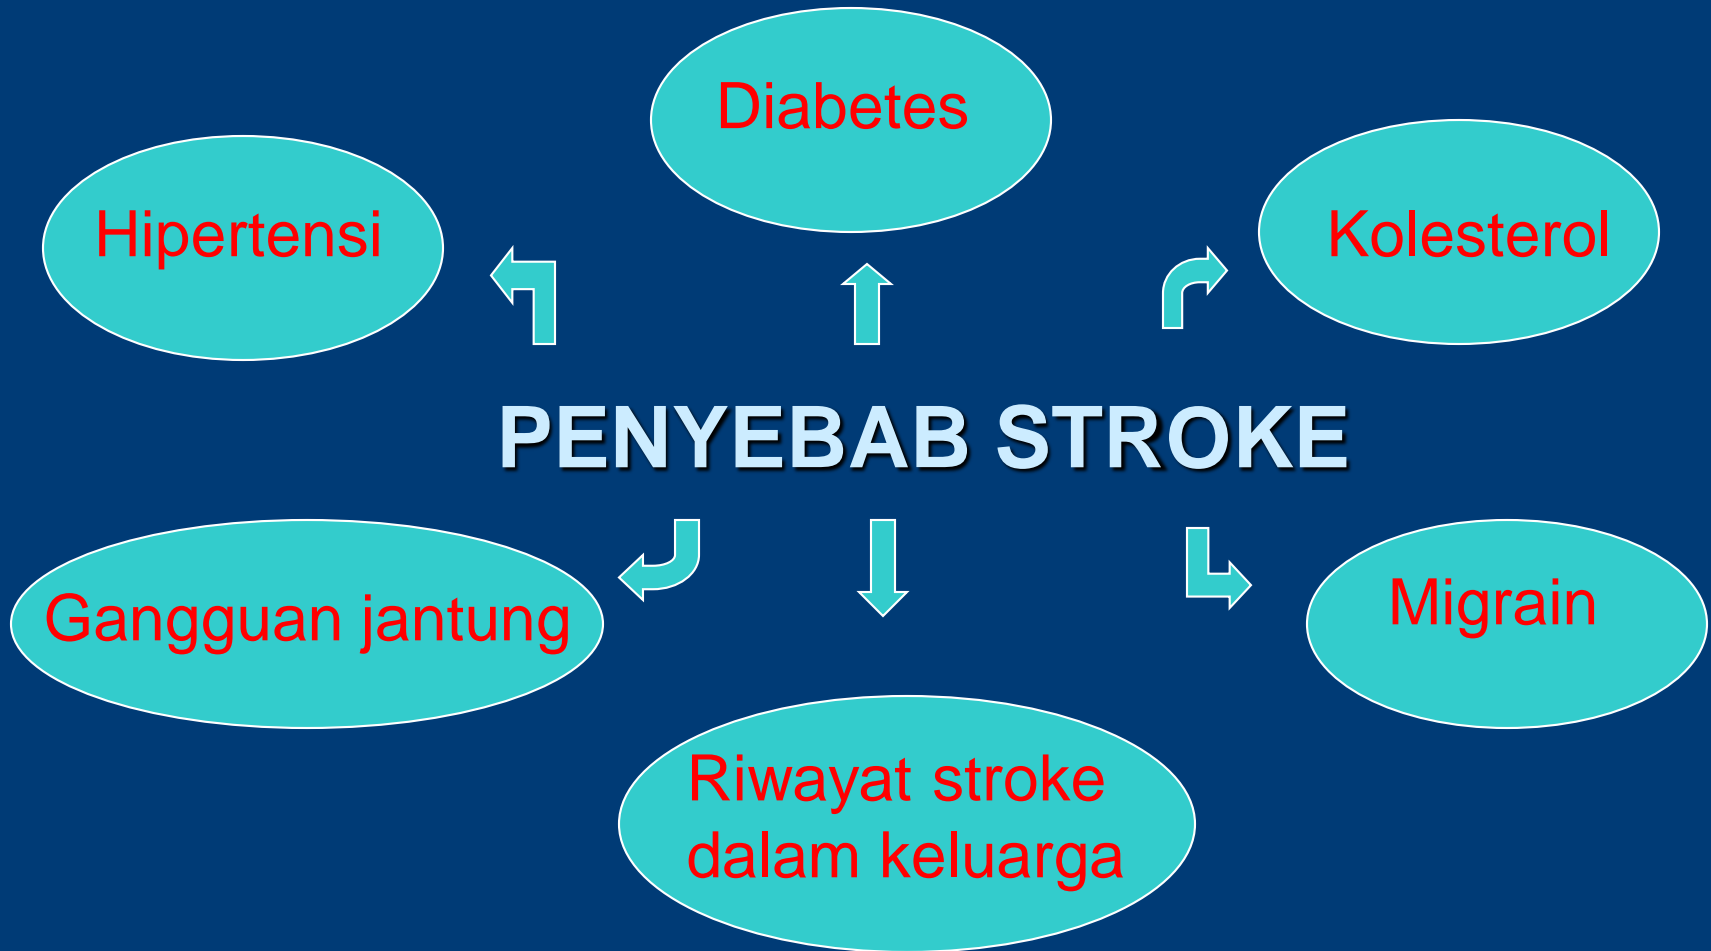 Diabetes
Hipertensi
Kolesterol
PENYEBAB STROKE
Gangguan jantung
Migrain
Riwayat stroke
dalam keluarga